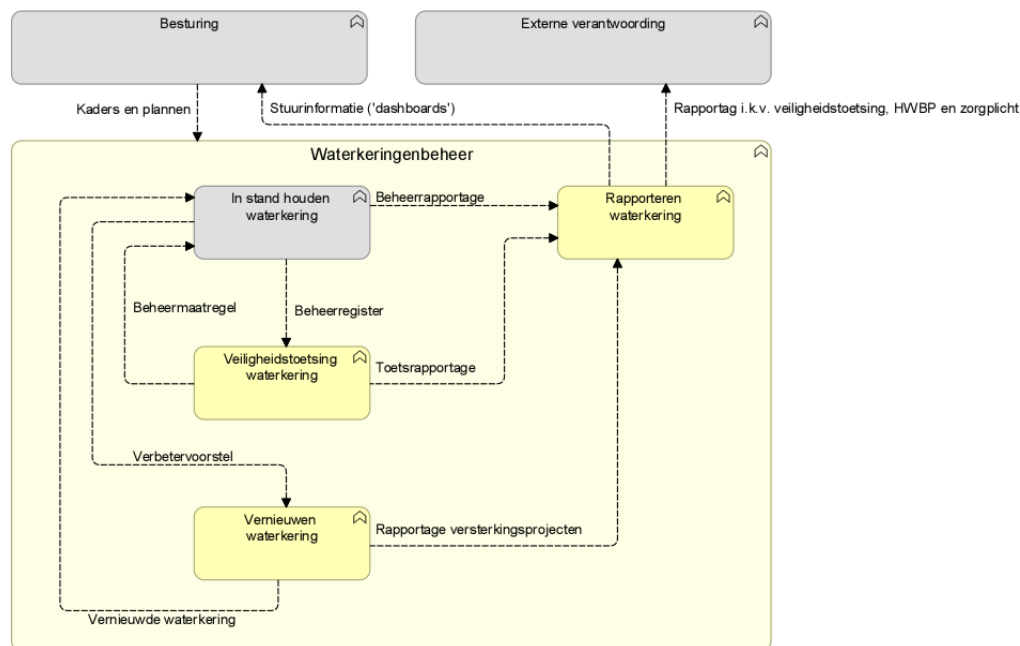 Besturing
Externe verantwoording
Kaders en plannen
Stuurinformatie ('dashboards')
Rapportag i.k.v. veiligheidstoetsing, HWBP en zorgplicht
Waterkeringenbeheer
In stand houden
waterkering
Beheerrapportage
Rapporteren
waterkering
Beheermaatregel
Beheerregister
Veiligheidstoetsing
waterkering
Toetsrapportage
Verbetervoorstel
Vernieuwen
waterkering
Rapportage versterkingsprojecten
Vernieuwde waterkering